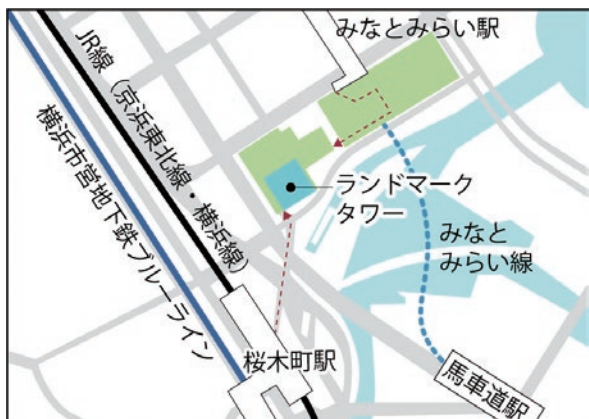 みなとみらい駅
JR線（京浜東北線・横浜線）
横浜市営地下鉄ブルーライン
ランドマーク
タワー
みなと
みらい線
桜木町駅
馬車道駅